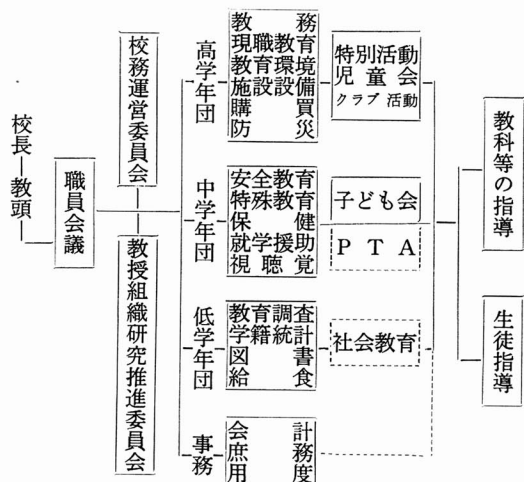 校長―教頭―
職員会議
校務運営委員会
教授組織研究推進委員会
高学年団
教務
現職教育
教育環境
施設設備
購買
防災
特別活動
児童会
クラブ活動
中学年団
安全教育
特殊教育
保健
就学援助
視聴覚
子ども会
PTA
低学年団
教育調査
学籍統計
図書
給食
社会教育
事務
会計
庶務
用度
教科等の指導
生徒指導